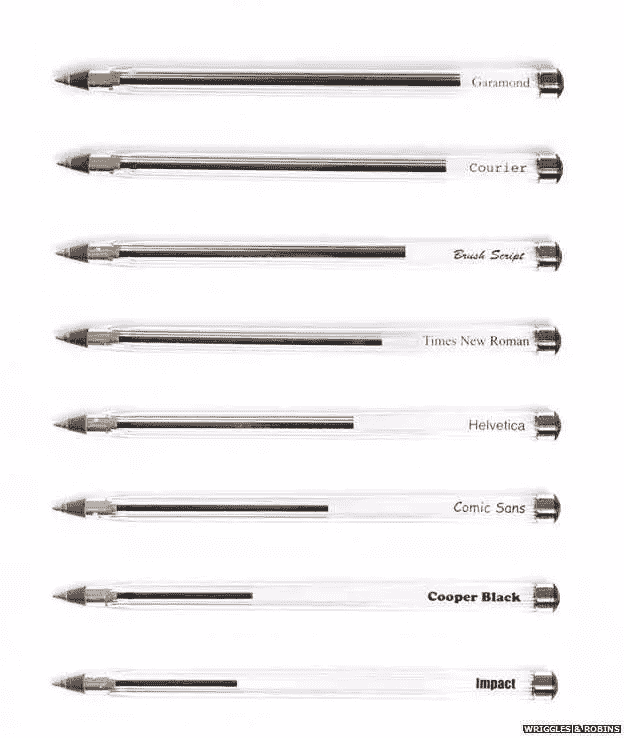 Garamond
Courier
Brush Script
Times New Roman
Helvetica
Comic Sans
Cooper Black
Impact
WRIGGLES & ROBINS